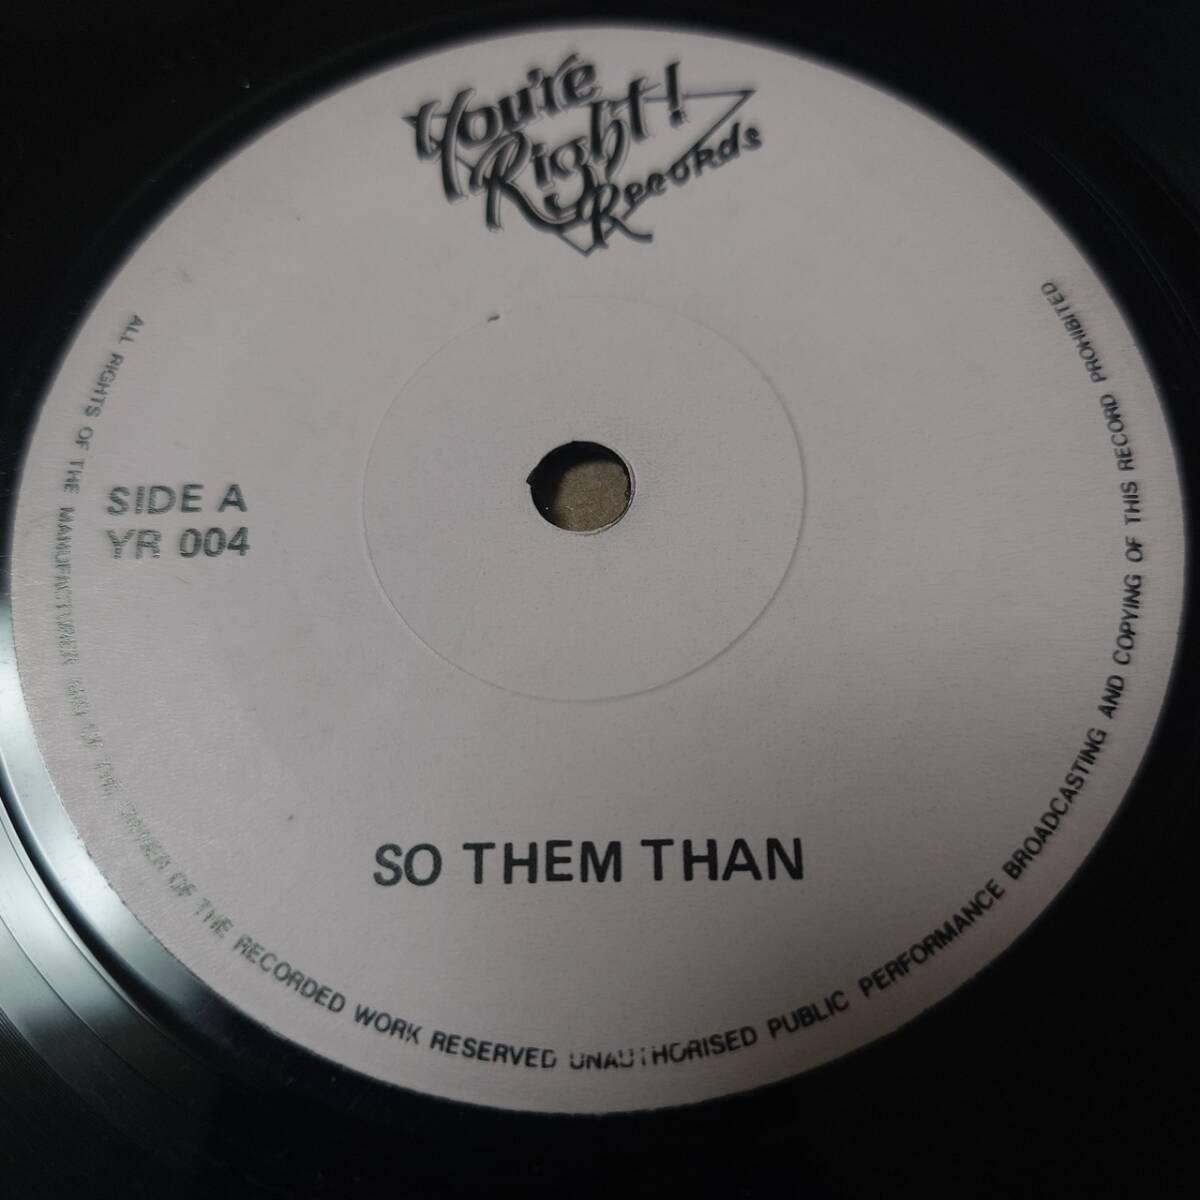 You're
Right!
Records
SIDE A
YR 004
SO THEM THAN
ALL RIGHTS OF THE MANUFACTURER AND OF THE OWNER OF THE RECORDED WORK RESERVED UNAUTHORISED PUBLIC PERFORMANCE BROADCASTING AND COPYING OF THIS RECORD PROHIBITED